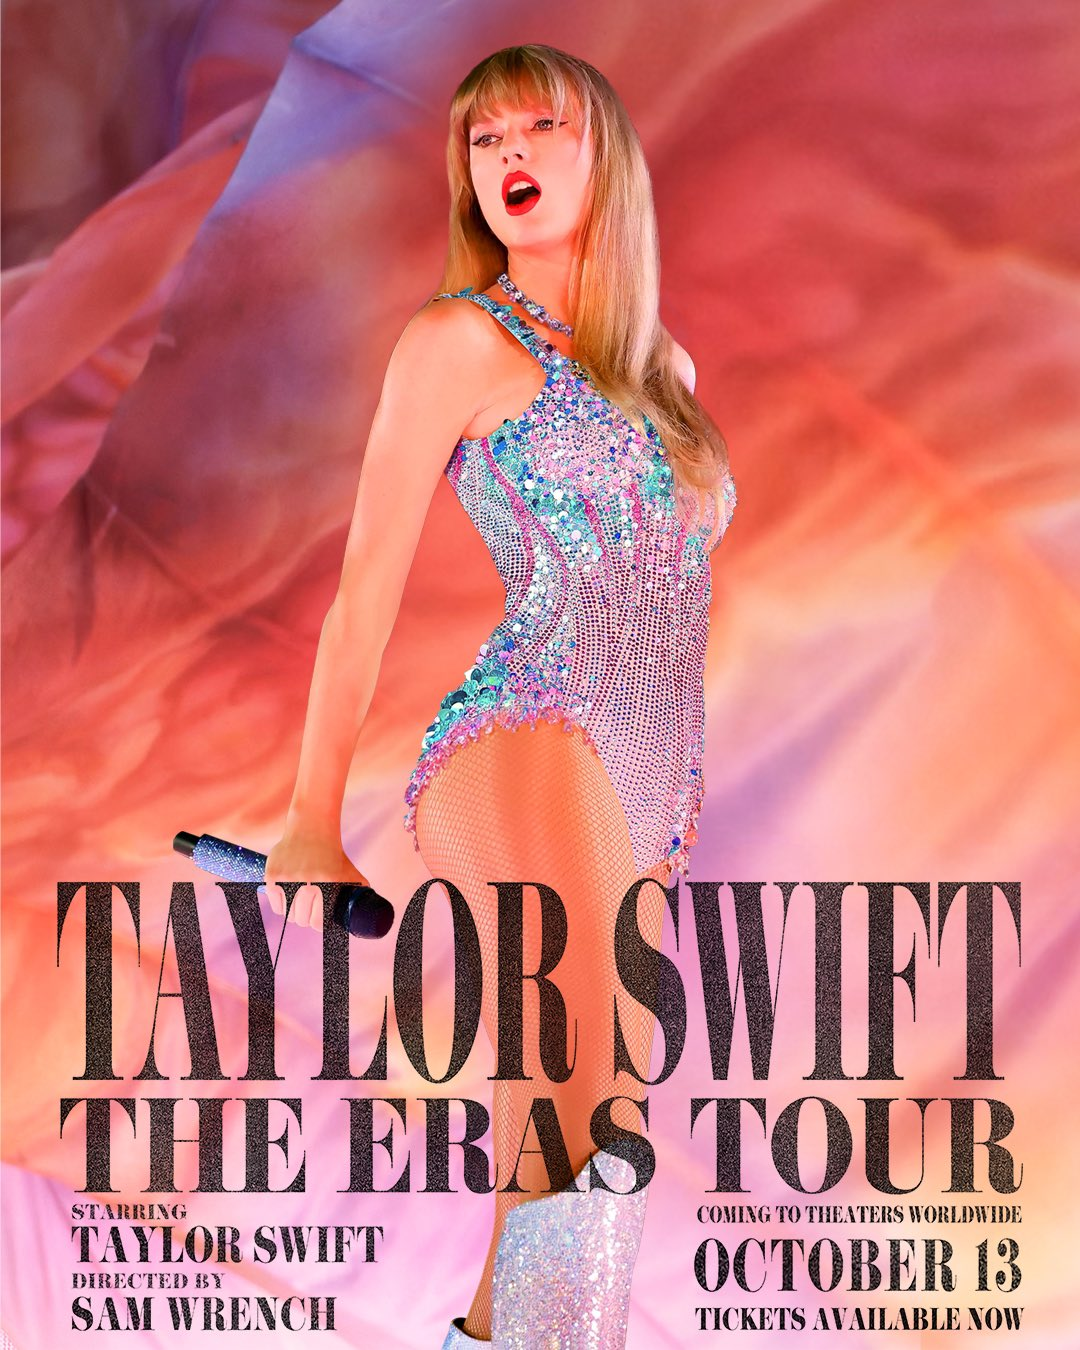 TAYLOR SWIFT
THE ERAS TOUR
STARRING
TAYLOR SWIFT
DIRECTED BY
SAM WRENCH
COMING TO THEATERS WORLDWIDE
OCTOBER 13
TICKETS AVAILABLE NOW